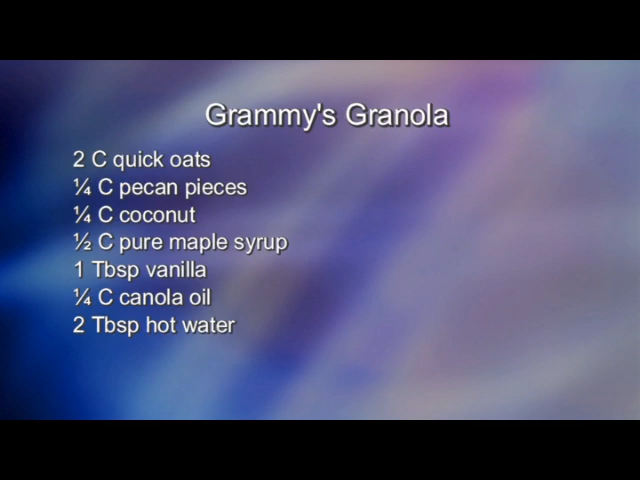 Grammy's Granola
2 C quick oats
¼ C pecan pieces
¼ C coconut
½ C pure maple syrup
1 Tbsp vanilla
¼ C canola oil
2 Tbsp hot water